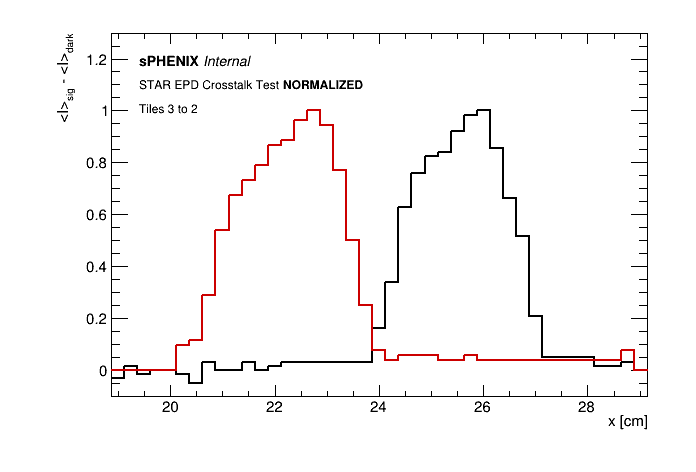 <I>sig - <I>dark
1.2
1
0.8
0.6
0.4
0.2
0
sPHENIX Internal
STAR EPD Crosstalk Test NORMALIZED
Tiles 3 to 2
20 22 24 26 28
x [cm]